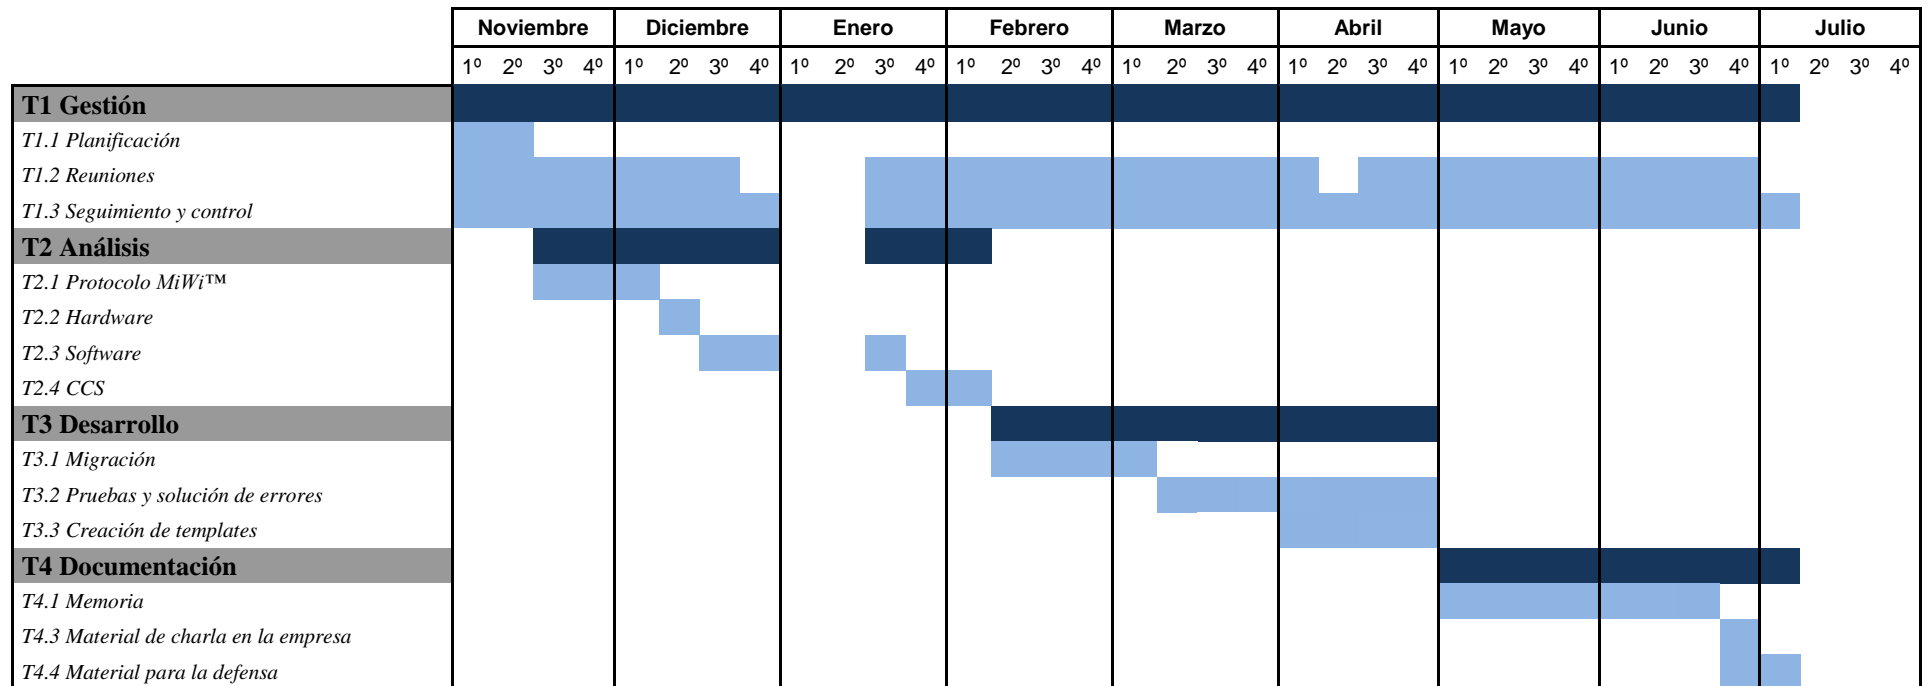 Noviembre Diciembre Enero Febrero Marzo Abril Mayo Junio Julio
1º 2º 3º 4º 1º 2º 3º 4º 1º 2º 3º 4º 1º 2º 3º 4º 1º 2º 3º 4º 1º 2º 3º 4º 1º 2º 3º 4º 1º 2º 3º 4º 1º 2º 3º 4º
T1 Gestión
T1.1 Planificación
T1.2 Reuniones
T1.3 Seguimiento y control
T2 Análisis
T2.1 Protocolo MiWi™
T2.2 Hardware
T2.3 Software
T2.4 CCS
T3 Desarrollo
T3.1 Migración
T3.2 Pruebas y solución de errores
T3.3 Creación de templates
T4 Documentación
T4.1 Memoria
T4.3 Material de charla en la empresa
T4.4 Material para la defensa